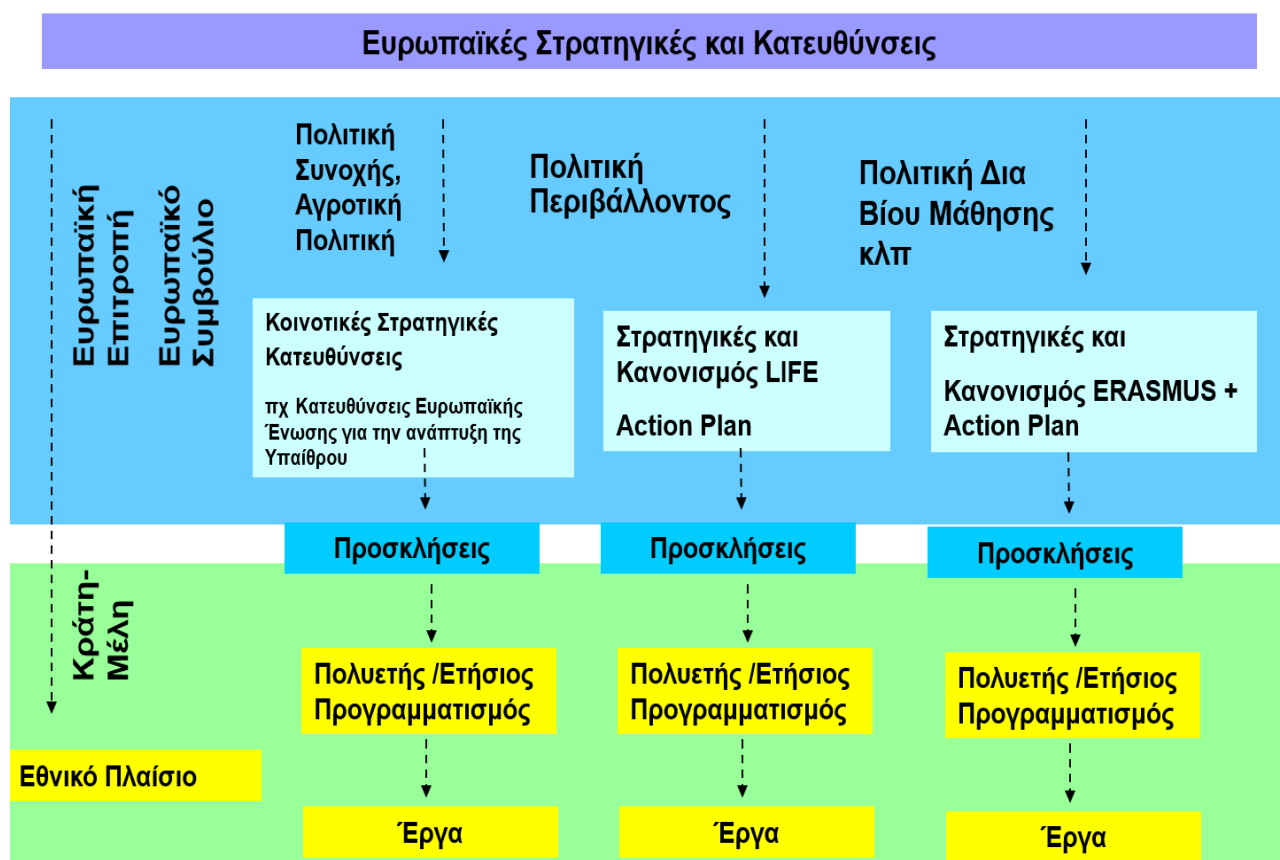 Ευρωπαϊκές Στρατηγικές και Κατευθύνσεις
Ευρωπαϊκή
Επιτροπή
Ευρωπαϊκό
Συμβούλιο
Πολιτική
Συνοχής,
Αγροτική
Πολιτική
Πολιτική
Περιβάλλοντος
Πολιτική Δια
Βίου Μάθησης
κλπ
Κοινοτικές Στρατηγικές
Κατευθύνσεις
πχ Κατευθύνσεις Ευρωπαϊκής
Ένωσης για την ανάπτυξη της
Υπαίθρου
Στρατηγικές και
Κανονισμός LIFE
Action Plan
Στρατηγικές και
Κανονισμός ERASMUS +
Action Plan
Προσκλήσεις
Προσκλήσεις
Προσκλήσεις
Κράτη-
Μέλη
Πολυετής /Ετήσιος
Προγραμματισμός
Πολυετής /Ετήσιος
Προγραμματισμός
Πολυετής /Ετήσιος
Προγραμματισμός
Εθνικό Πλαίσιο
Έργα
Έργα
Έργα